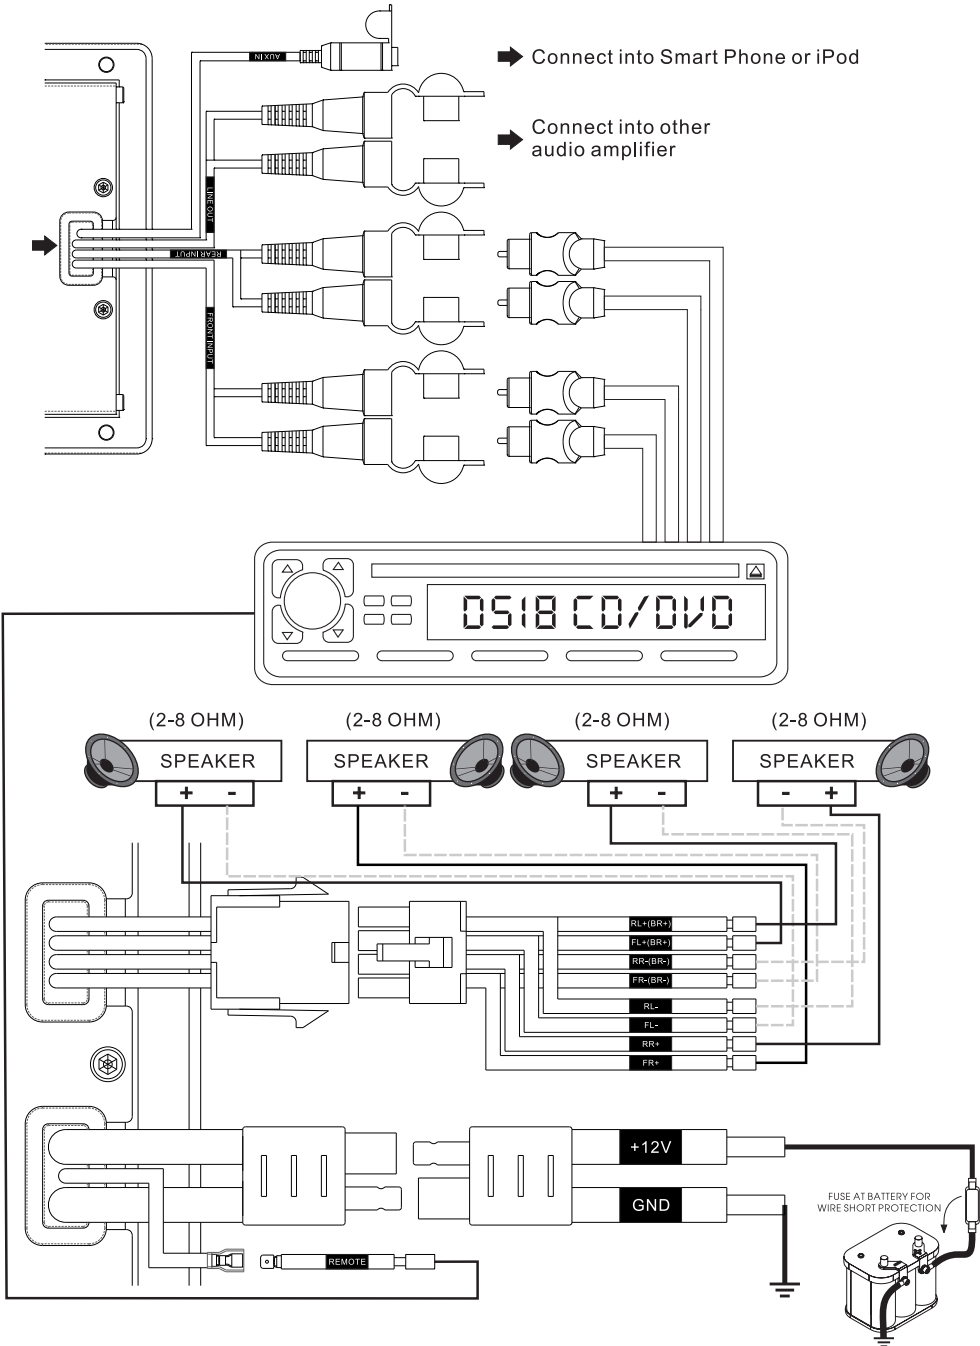 AUX IN
Connect into Smart Phone or iPod
Connect into other
audio amplifier
LINE OUT
REAR INPUT
FRONT INPUT
DS18 CD/DVD
(2-8 OHM)
(2-8 OHM)
(2-8 OHM)
(2-8 OHM)
SPEAKER
SPEAKER
SPEAKER
SPEAKER
+ -
+ -
+ -
- +
RL+(BR+)
FL+(BR+)
RR-(BR-)
FR-(BR-)
RL-
FL-
RR+
FR+
+12V
GND
FUSE AT BATTERY FOR
WIRE SHORT PROTECTION
REMOTE